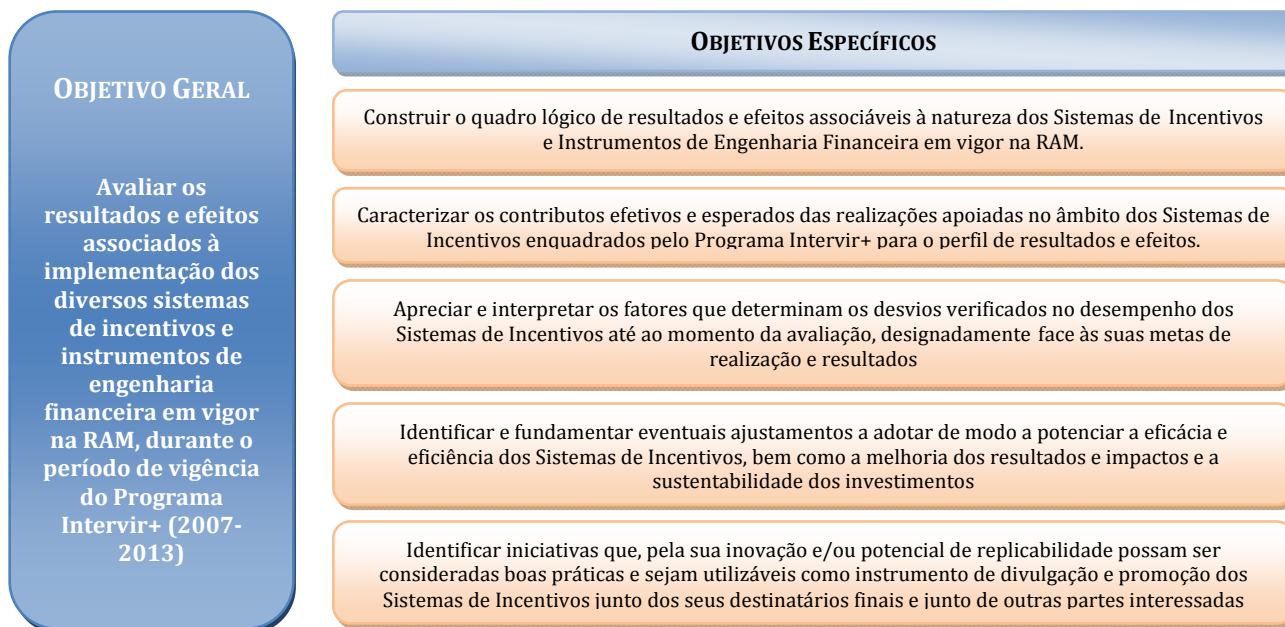 OBJETIVO GERAL
Avaliar os
resultados e efeitos
associados à
implementação dos
diversos sistemas
de incentivos e
instrumentos de
engenharia
financeira em vigor
na RAM, durante o
período de vigência
do Programa
Intervir+ (2007-
2013)
OBJETIVOS ESPECÍFICOS
Construir o quadro lógico de resultados e efeitos associáveis à natureza dos Sistemas de Incentivos
e Instrumentos de Engenharia Financeira em vigor na RAM.
Caracterizar os contributos efetivos e esperados das realizações apoiadas no âmbito dos Sistemas de
Incentivos enquadrados pelo Programa Intervir+ para o perfil de resultados e efeitos.
Apreciar e interpretar os fatores que determinam os desvios verificados no desempenho dos
Sistemas de Incentivos até ao momento da avaliação, designadamente face às suas metas de
realização e resultados
Identificar e fundamentar eventuais ajustamentos a adotar de modo a potenciar a eficácia e
eficiência dos Sistemas de Incentivos, bem como a melhoria dos resultados e impactos e a
sustentabilidade dos investimentos
Identificar iniciativas que, pela sua inovação e/ou potencial de replicabilidade possam ser
consideradas boas práticas e sejam utilizáveis como instrumento de divulgação e promoção dos
Sistemas de Incentivos junto dos seus destinatários finais e junto de outras partes interessadas